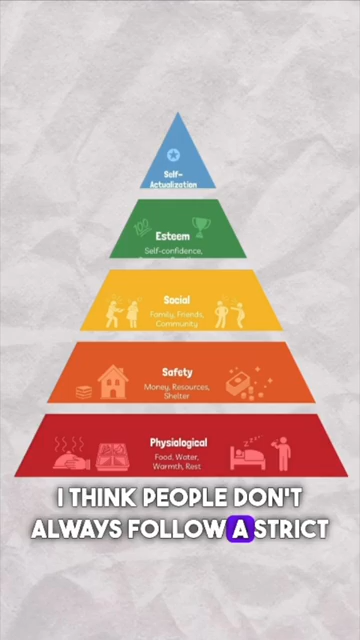 Self-
Actualization
Esteem
Self-confidence,
Social
Family, Friends,
Community
Safety
Money, Resources,
Shelter
Physiological
Food, Water,
Warmth, Rest
I THINK PEOPLE DON'T
ALWAYS FOLLOW A STRICT